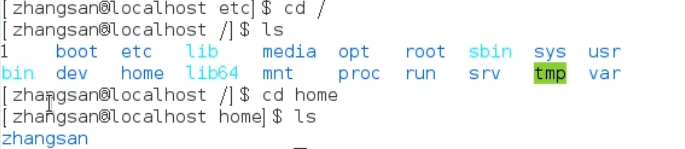 [zhangsan@localhost etc]$ cd /
[zhangsan@localhost /]$ ls
1 boot etc lib media opt root sbin sys usr
bin dev home lib64 mnt proc run srv tmp var
[zhangsan@localhost /]$ cd home
[zhangsan@localhost home]$ ls
zhangsan